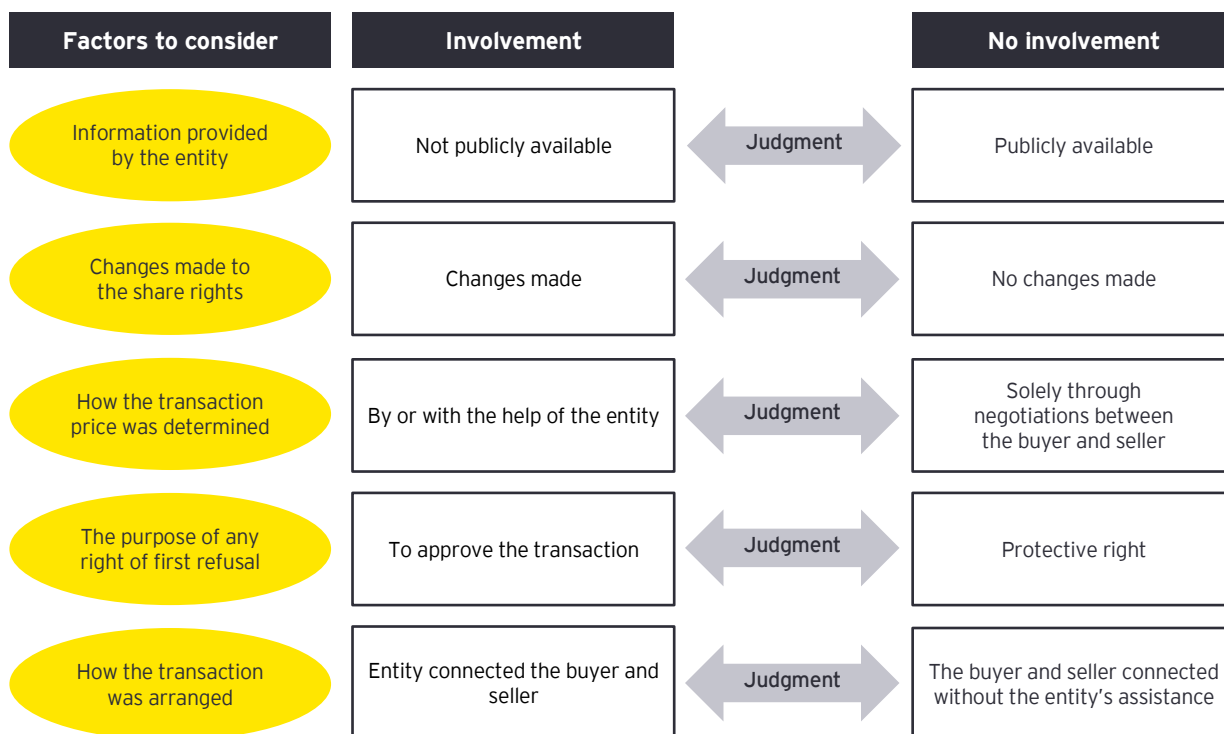 Factors to consider
Involvement
No involvement
Information provided
by the entity
Not publicly available
Judgment
Publicly available
Changes made to
the share rights
Changes made
Judgment
No changes made
How the transaction
price was determined
By or with the help of the entity
Judgment
Solely through
negotiations between
the buyer and seller
The purpose of any
right of first refusal
To approve the transaction
Judgment
Protective right
How the transaction
was arranged
Entity connected the buyer and
seller
Judgment
The buyer and seller connected
without the entity's assistance